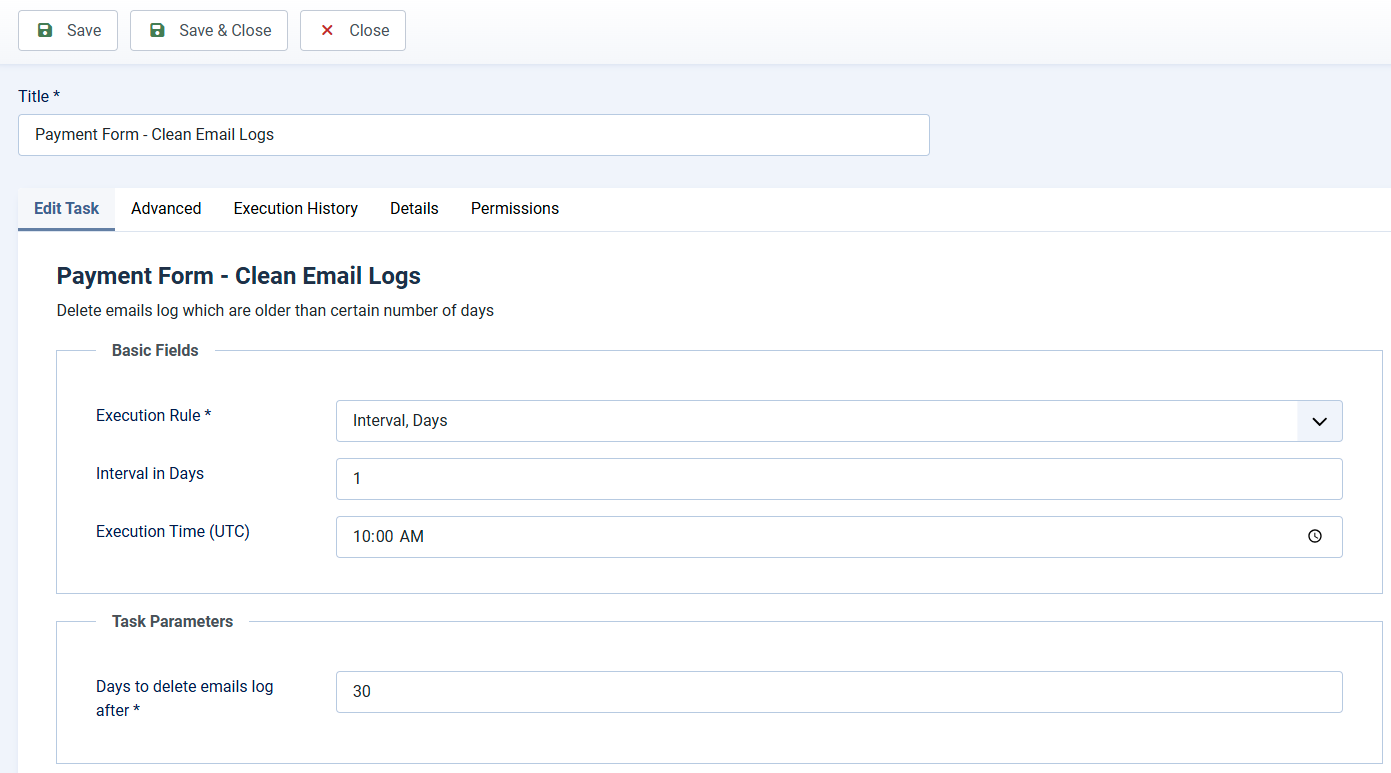 Save
Save & Close
Close
Title *
Payment Form - Clean Email Logs
Edit Task
Advanced
Execution History
Details
Permissions
Payment Form - Clean Email Logs
Delete emails log which are older than certain number of days
Basic Fields
Execution Rule *
Interval, Days
Interval in Days
1
Execution Time (UTC)
10:00 AM
Task Parameters
Days to delete emails log
after *
30